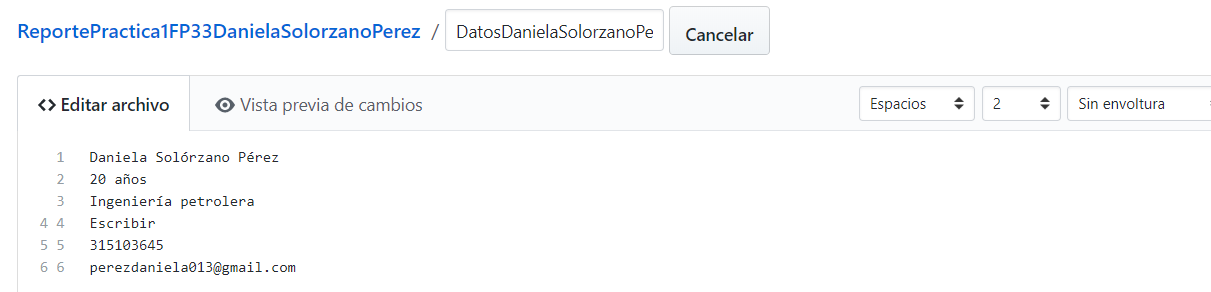 ReportePractica1FP33DanielaSolorzanoPerez / DatosDanielaSolorzanoPe Cancelar
<> Editar archivo Vista previa de cambios Espacios 2 Sin envoltura
1 Daniela Solórzano Pérez
2 20 años
3 Ingeniería petrolera
4 4 Escribir
5 5 315103645
6 6 perezdaniela013@gmail.com